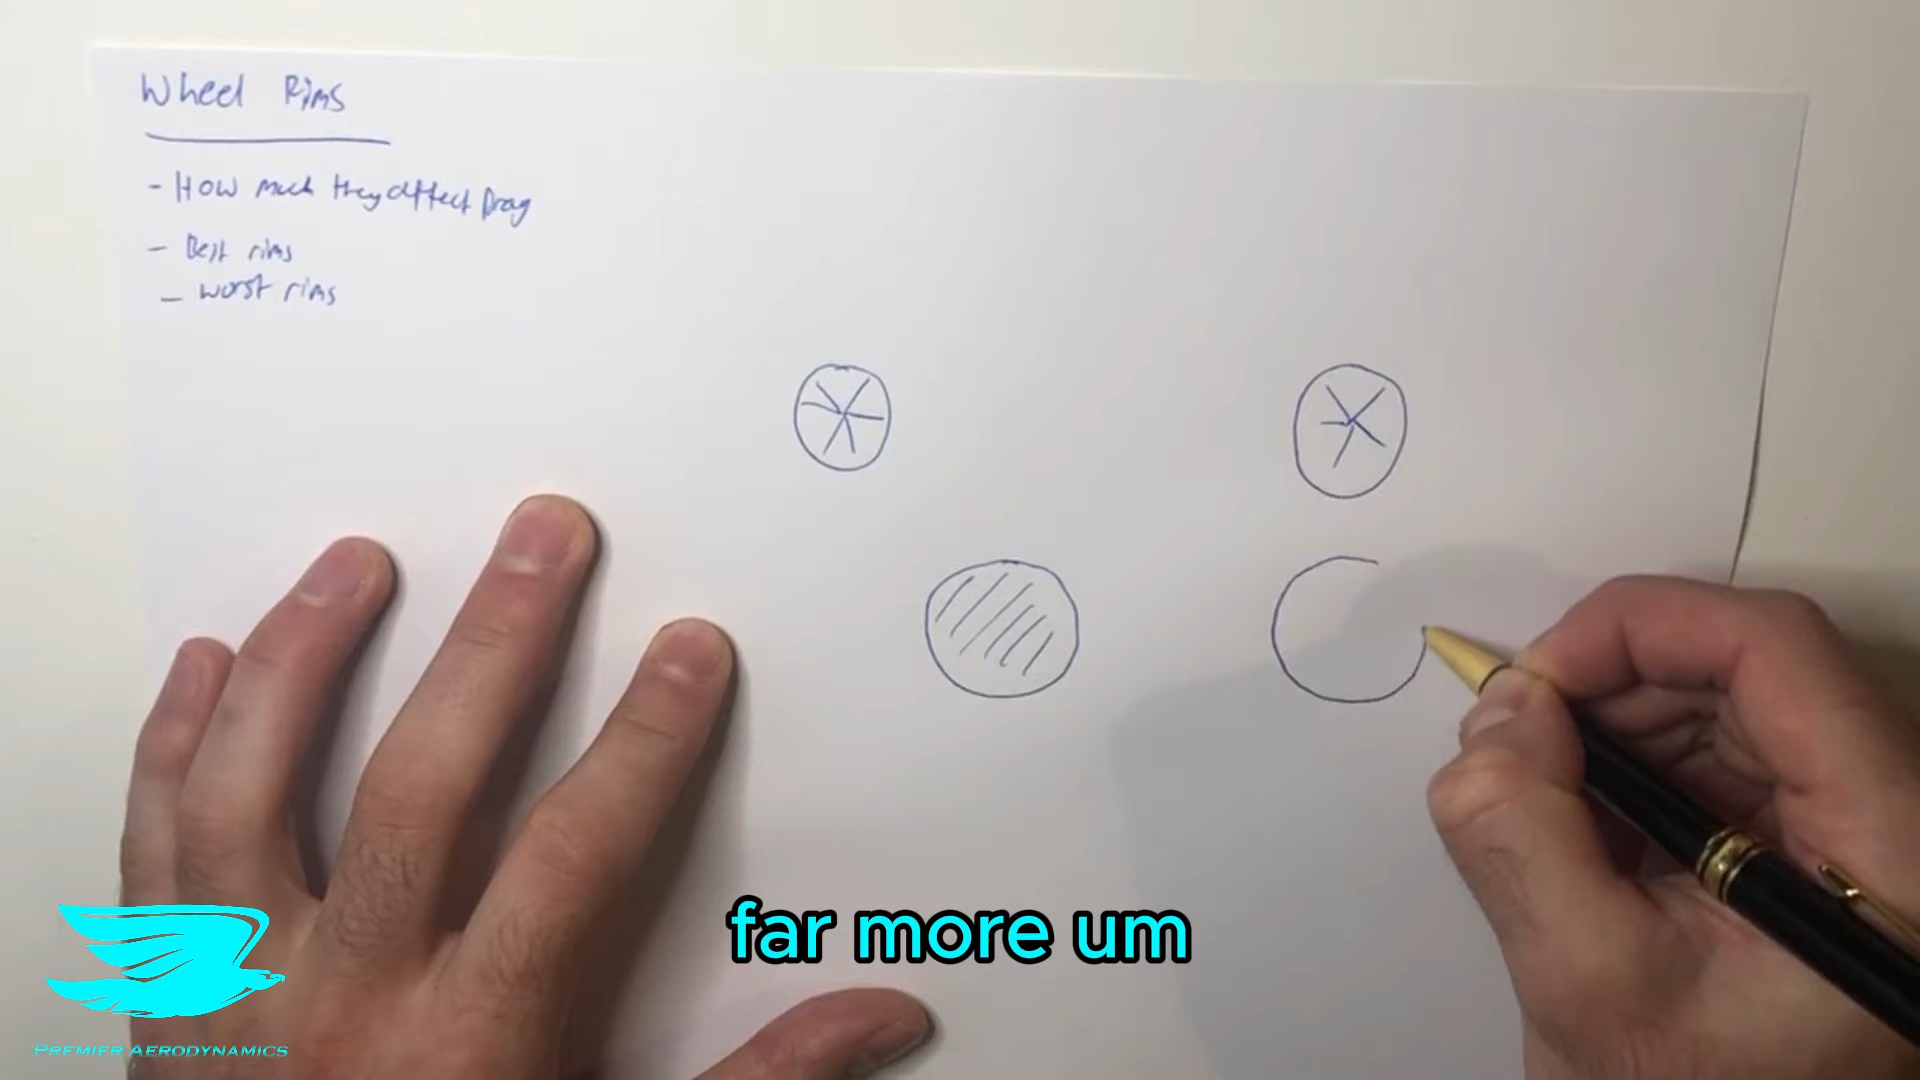 Wheel Rims
- How much they affect Drag
- Best rims
- worst rims
far more um
PREMIER AERODYNAMICS